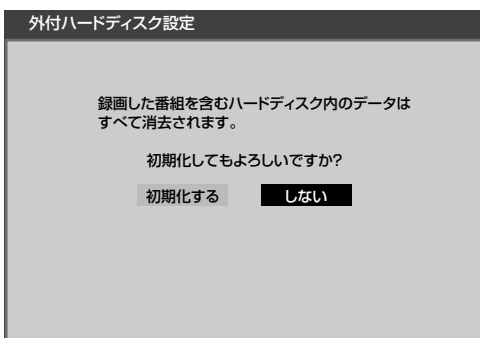 外付ハードディスク設定
録画した番組を含むハードディスク内のデータは
すべて消去されます。
初期化してもよろしいですか?
初期化する しない